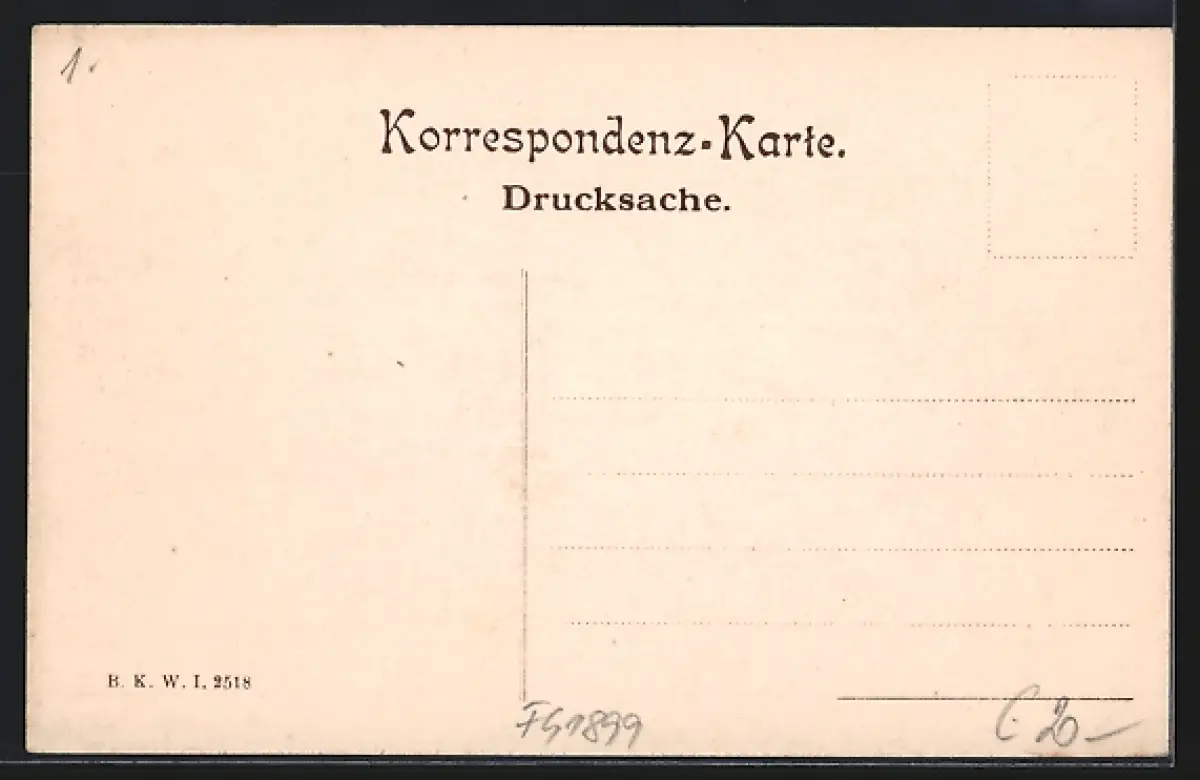 1.
Korrespondenz-Karte.
Drucksache.
B. K. W. I. 2518
FG1899
20–